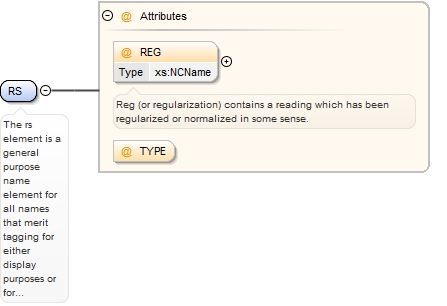 @ Attributes
@ REG
Type xs:NCName
Reg (or regularization) contains a reading which has been
regularized or normalized in some sense.
@ TYPE
RS
The rs
element is a
general
purpose
name
element for
all names
that merit
tagging for
either
display
purposes or
for...